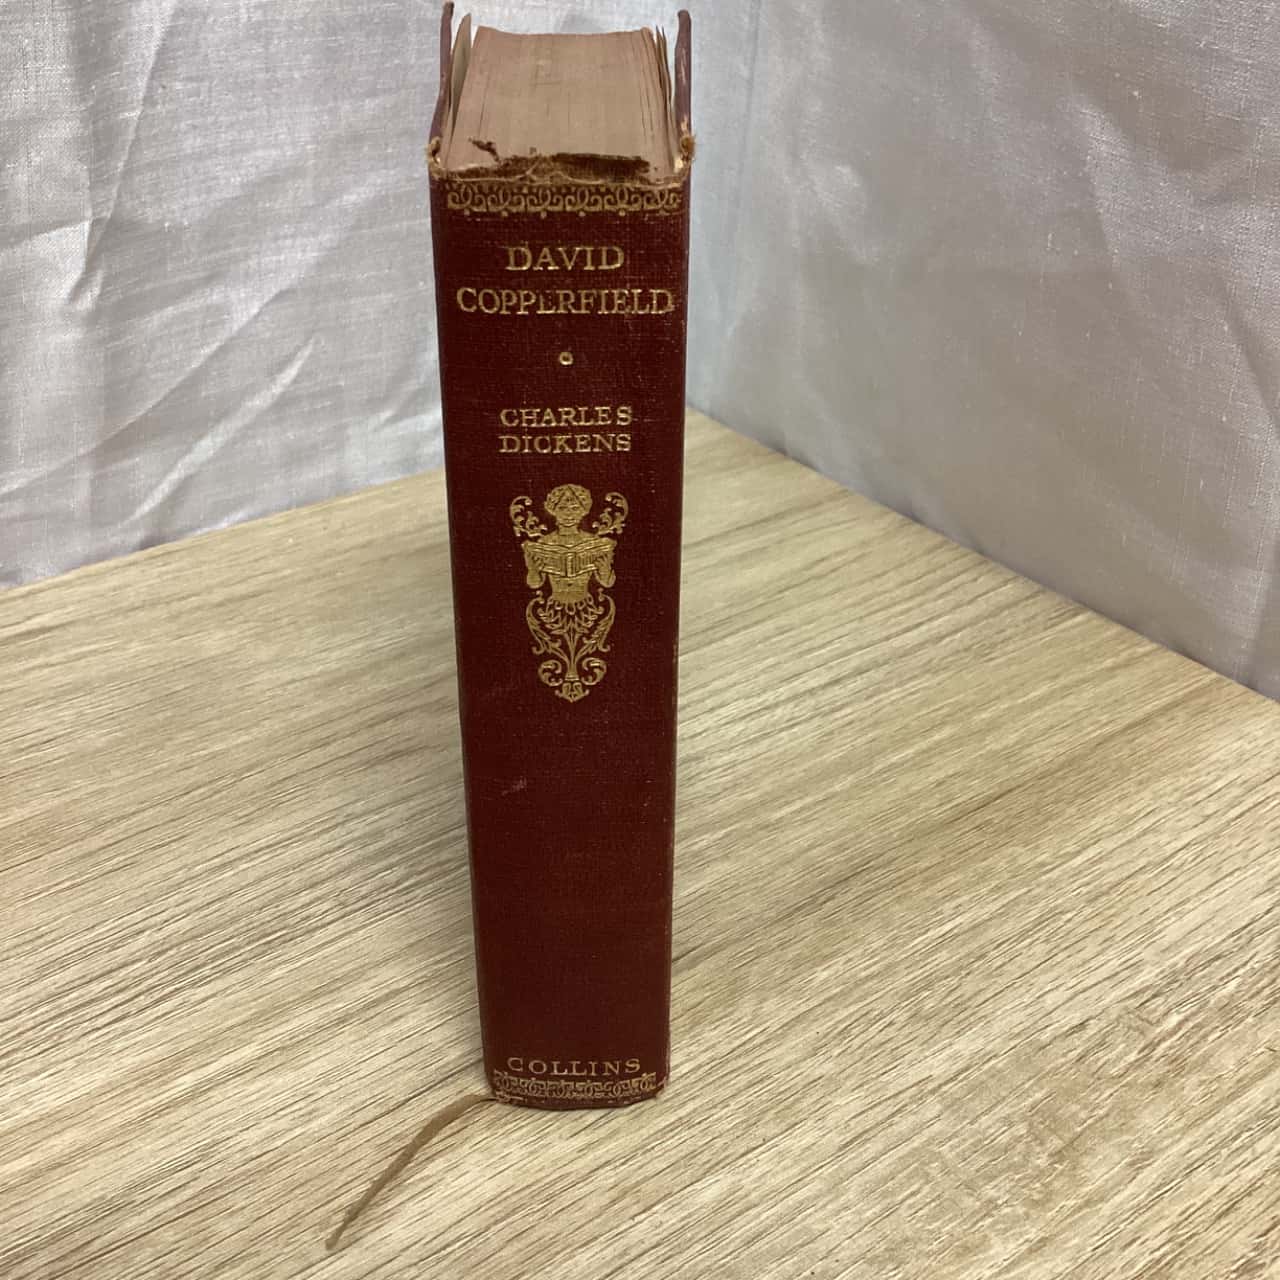 DAVID
COPPERFIELD
CHARLES
DICKENS
COLLINS